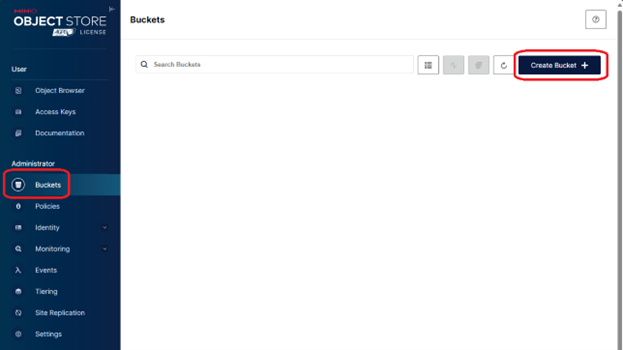 MINIO
OBJECT STORE
LICENSE
User
Object Browser
Access Keys
Documentation
Administrator
Buckets
Policies
Identity
Monitoring
Events
Tiering
Site Replication
Settings
Buckets
Search Buckets
Create Bucket +